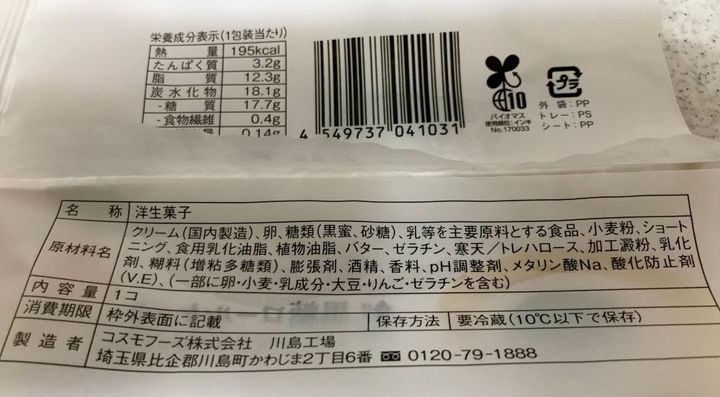 栄養成分表示(1包装当たり)
熱量 195kcal
たんぱく質 3.2g
脂質 12.3g
炭水化物 18.1g
-糖質 17.7g
-食物繊維 0.4g
量 0.14g
4 549737 041031
10
バイオマス
使用部位:インキ
No.170033
プラ
外袋:PP
トレー:PS
シート:PP
名称 洋生菓子
原材料名 クリーム(国内製造)、卵、糖類(黒蜜、砂糖)、乳等を主要原料とする食品、小麦粉、ショート
ニング、食用乳化油脂、植物油脂、バター、ゼラチン、寒天/トレハロース、加工澱粉、乳化
剤、糊料(増粘多糖類)、膨張剤、酒精、香料、pH調整剤、メタリン酸Na、酸化防止剤
(V.E)、(一部に卵・小麦・乳成分・大豆・りんご・ゼラチンを含む)
内容量 1コ
消費期限 枠外表面に記載 保存方法 要冷蔵(10℃以下で保存)
製造者 コスモフーズ株式会社 川島工場
埼玉県比企郡川島町かわじま2丁目6番 0120-79-1888